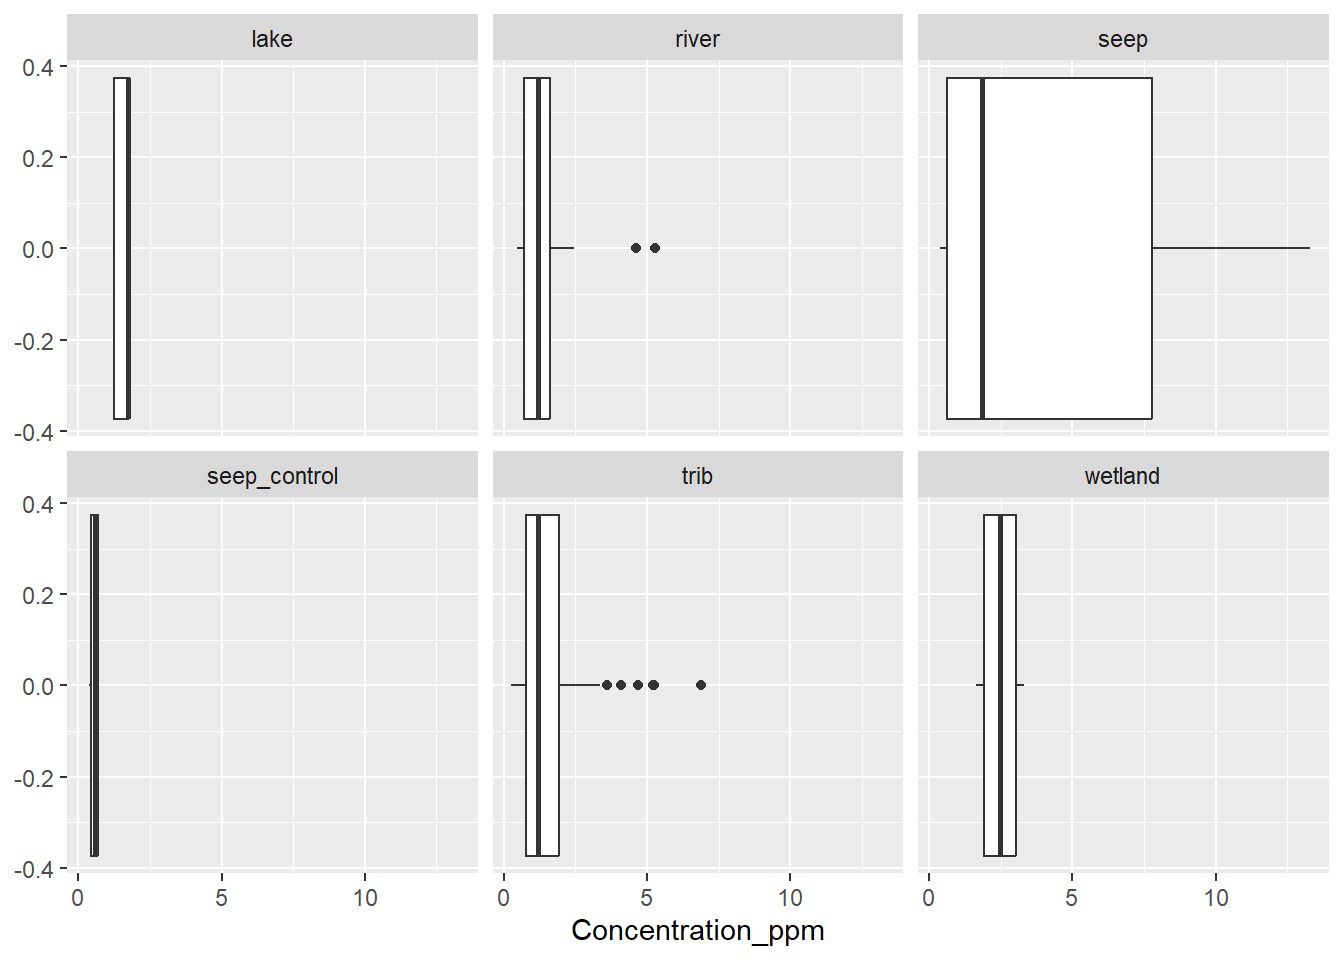 lake river seep
0.4
0.2
0.0
-0.2
-0.4
seep_control trib wetland
0.4
0.2
0.0
-0.2
-0.4
0 5 10 0 5 10 0 5 10
Concentration_ppm